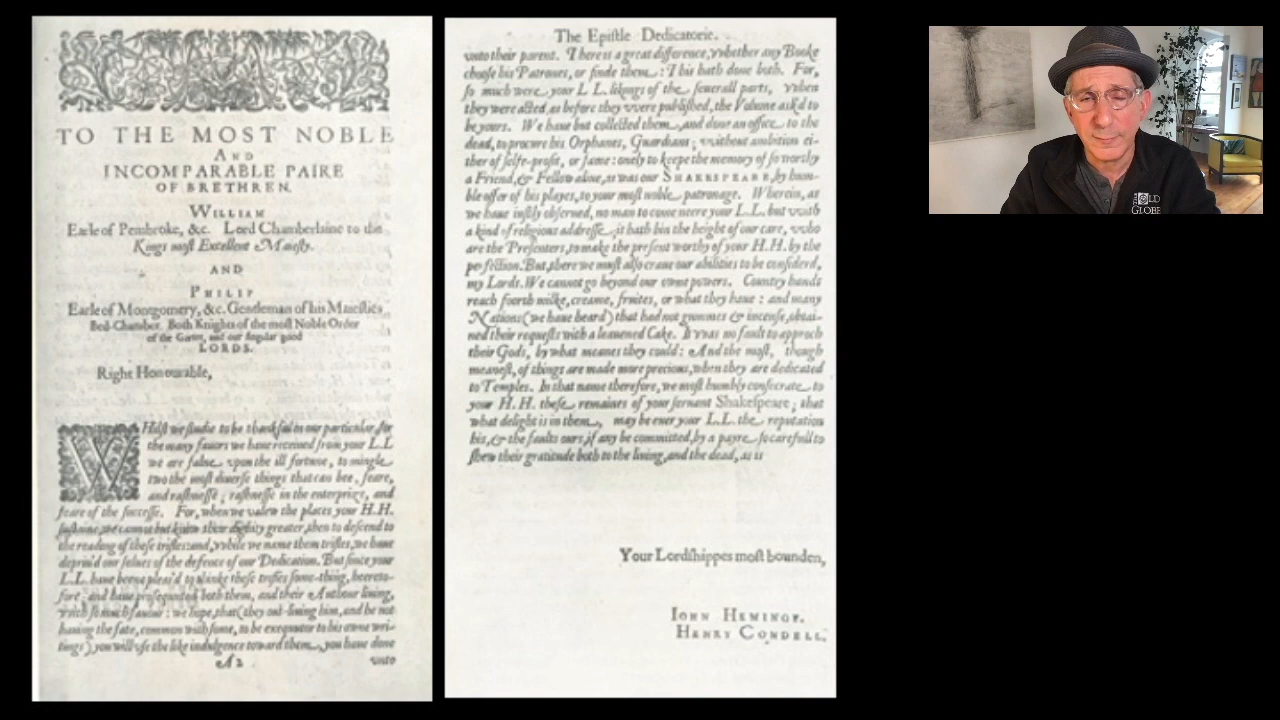 TO THE MOST NOBLE
AND
INCOMPARABLE PAIRE
OF BRETHREN.
WILLIAM
Earle of Pembroke, &c. Lord Chamberlaine to the
Kings most Excellent Maiesty.
AND
PHILIP
Earle of Montgomery, &c. Gentleman of his Maiesties
Bed-Chamber. Both Knights of the most Noble Order
of the Garter, and our singular good
LORDS.
Right Honourable,
WHilst we studie to be thankful in our particular, for
the many fauors we haue received from your L.L
we are falne vpon the ill fortune, to mingle
two the most diuerse things that can bee, feare,
and rashnesse; rashnesse in the enterprize, and
feare of the successe. For, when we valew the places your H.H.
sustaine, we cannot but know their dignity greater, then to descend to
the reading of these trifles: and, vvhile we name them trifles, we haue
depriu'd our selues of the defence of our Dedication. But since your
L.L. haue beene pleas'd to thinke these trifles some-thing, heereto-
fore; and haue prosequuted both them, and their Authour liuing,
vvith so much fauour: we hope, that (they out-liuing him, and he not
hauing the fate, common with some, to be exequutor to his owne wri-
tings) you will vse the like indulgence toward them, you haue done
A2 vnto
The Epistle Dedicatorie.
vnto their parent. There is a great difference, vvhether any Booke
choose his Patrones, or finde them: This hath done both. For,
so much were your L L. likings of the seuerall parts, vvhen
they were acted, as before they vvere published, the Volume ask'd to
be yours. We haue but collected them, and done an office to the
dead, to procure his Orphanes, Guardians; vvithout ambition ei-
ther of selfe-profit, or fame: onely to keepe the memory of so worthy
a Friend, & Fellow aliue, as was our SHAKESPEARE, by hum-
ble offer of his playes, to your most noble patronage. Wherein, as
we haue iustly obserued, no man to come neere your L.L. but vvith
a kind of religious addresse; it hath bin the height of our care, vvho
are the Presenters, to make the present worthy of your H.H. by the
perfection. But, there we must also craue our abilities to be considerd,
my Lords. We cannot go beyond our owne powers. Country hands
reach foorth milke, creame, fruites, or what they haue: and many
Nations (we haue heard) that had not gummes & incense, obtai-
ned their requests with a leauened Cake. It vvas no fault to approch
their Gods, by what meanes they could: And the most, though
meanest, of things are made more precious, when they are dedicated
to Temples. In that name therefore, we most humbly consecrate to
your H. H. these remaines of your seruant Shakespeare; that
what delight is in them, may be euer your L.L. the reputation
his, & the faults ours, if any be committed, by a payre so carefull to
shew their gratitude both to the liuing, and the dead, as is
Your Lordshippes most bounden,
IOHN HEMINGE.
HENRY CONDELL.
THE OLD
GLOBE